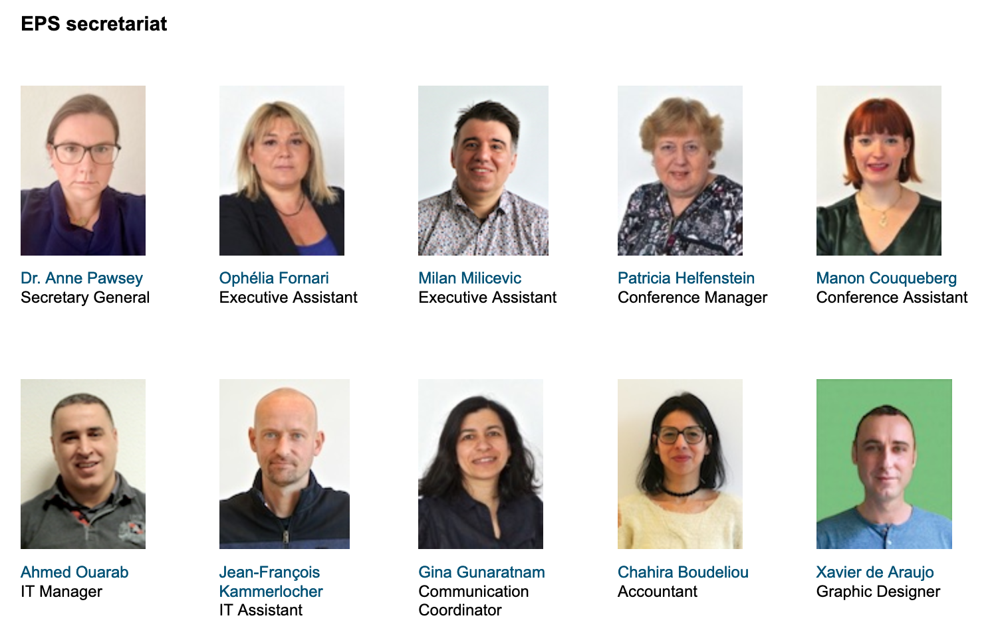 EPS secretariat
Dr. Anne Pawsey
Secretary General
Ophélia Fornari
Executive Assistant
Milan Milicevic
Executive Assistant
Patricia Helfenstein
Conference Manager
Manon Couqueberg
Conference Assistant
Ahmed Ouarab
IT Manager
Jean-François
Kammerlocher
IT Assistant
Gina Gunaratnam
Communication
Coordinator
Chahira Boudeliou
Accountant
Xavier de Araujo
Graphic Designer